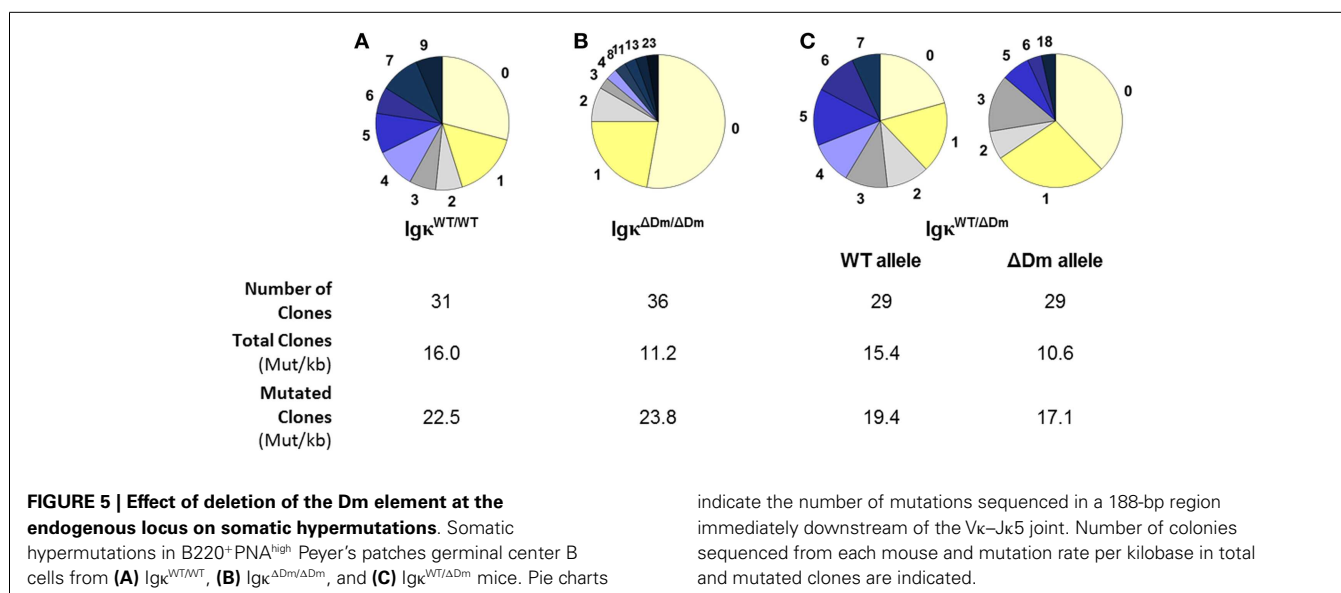 A
B
C
0
1
2
3
4
5
6
7
9
0
1
2
3
4
8
11
13
23
0
1
2
3
4
5
6
7
0
1
2
3
5
6
18
Igκ^WT/WT
Igκ^ΔDm/ΔDm
Igκ^WT/ΔDm
WT allele ΔDm allele
Number of
Clones
31 36 29 29
Total Clones
(Mut/kb)
16.0 11.2 15.4 10.6
Mutated
Clones
(Mut/kb)
22.5 23.8 19.4 17.1
FIGURE 5 | Effect of deletion of the Dm element at the
endogenous locus on somatic hypermutations. Somatic
hypermutations in B220⁺PNA^high Peyer's patches germinal center B
cells from (A) Igκ^WT/WT, (B) Igκ^ΔDm/ΔDm, and (C) Igκ^WT/ΔDm mice. Pie charts
indicate the number of mutations sequenced in a 188-bp region
immediately downstream of the Vκ–Jκ5 joint. Number of colonies
sequenced from each mouse and mutation rate per kilobase in total
and mutated clones are indicated.